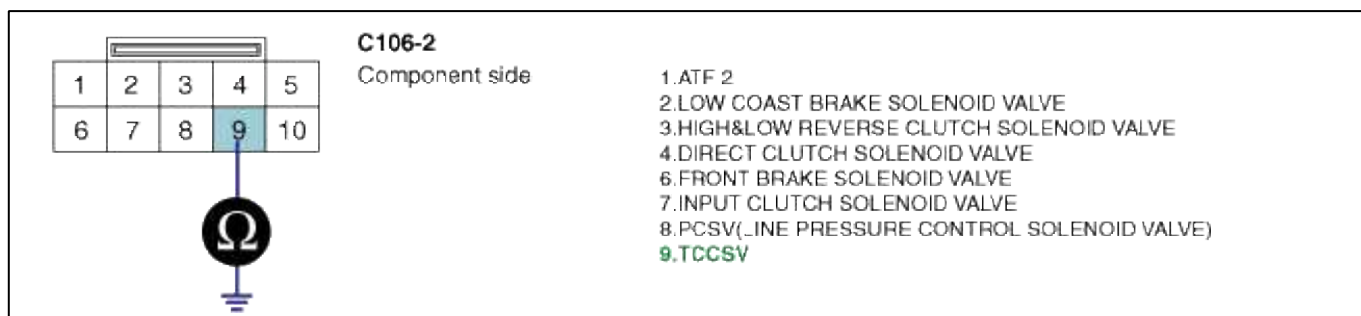 C106-2
Component side
1 2 3 4 5
6 7 8 9 10
Ω
1.ATF 2
2.LOW COAST BRAKE SOLENOID VALVE
3.HIGH&LOW REVERSE CLUTCH SOLENOID VALVE
4.DIRECT CLUTCH SOLENOID VALVE
6.FRONT BRAKE SOLENOID VALVE
7.INPUT CLUTCH SOLENOID VALVE
8.PCSV(LINE PRESSURE CONTROL SOLENOID VALVE)
9.TCCSV